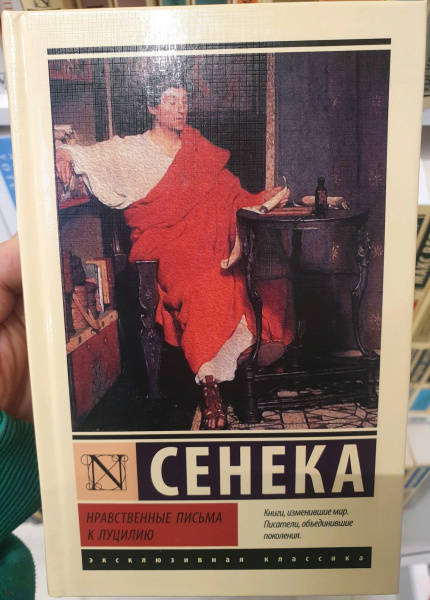 N
СЕНЕКА
НРАВСТВЕННЫЕ ПИСЬМА
К ЛУЦИЛИЮ
Книги, изменившие мир.
Писатели, объединившие
поколения.
эксклюзивная классика